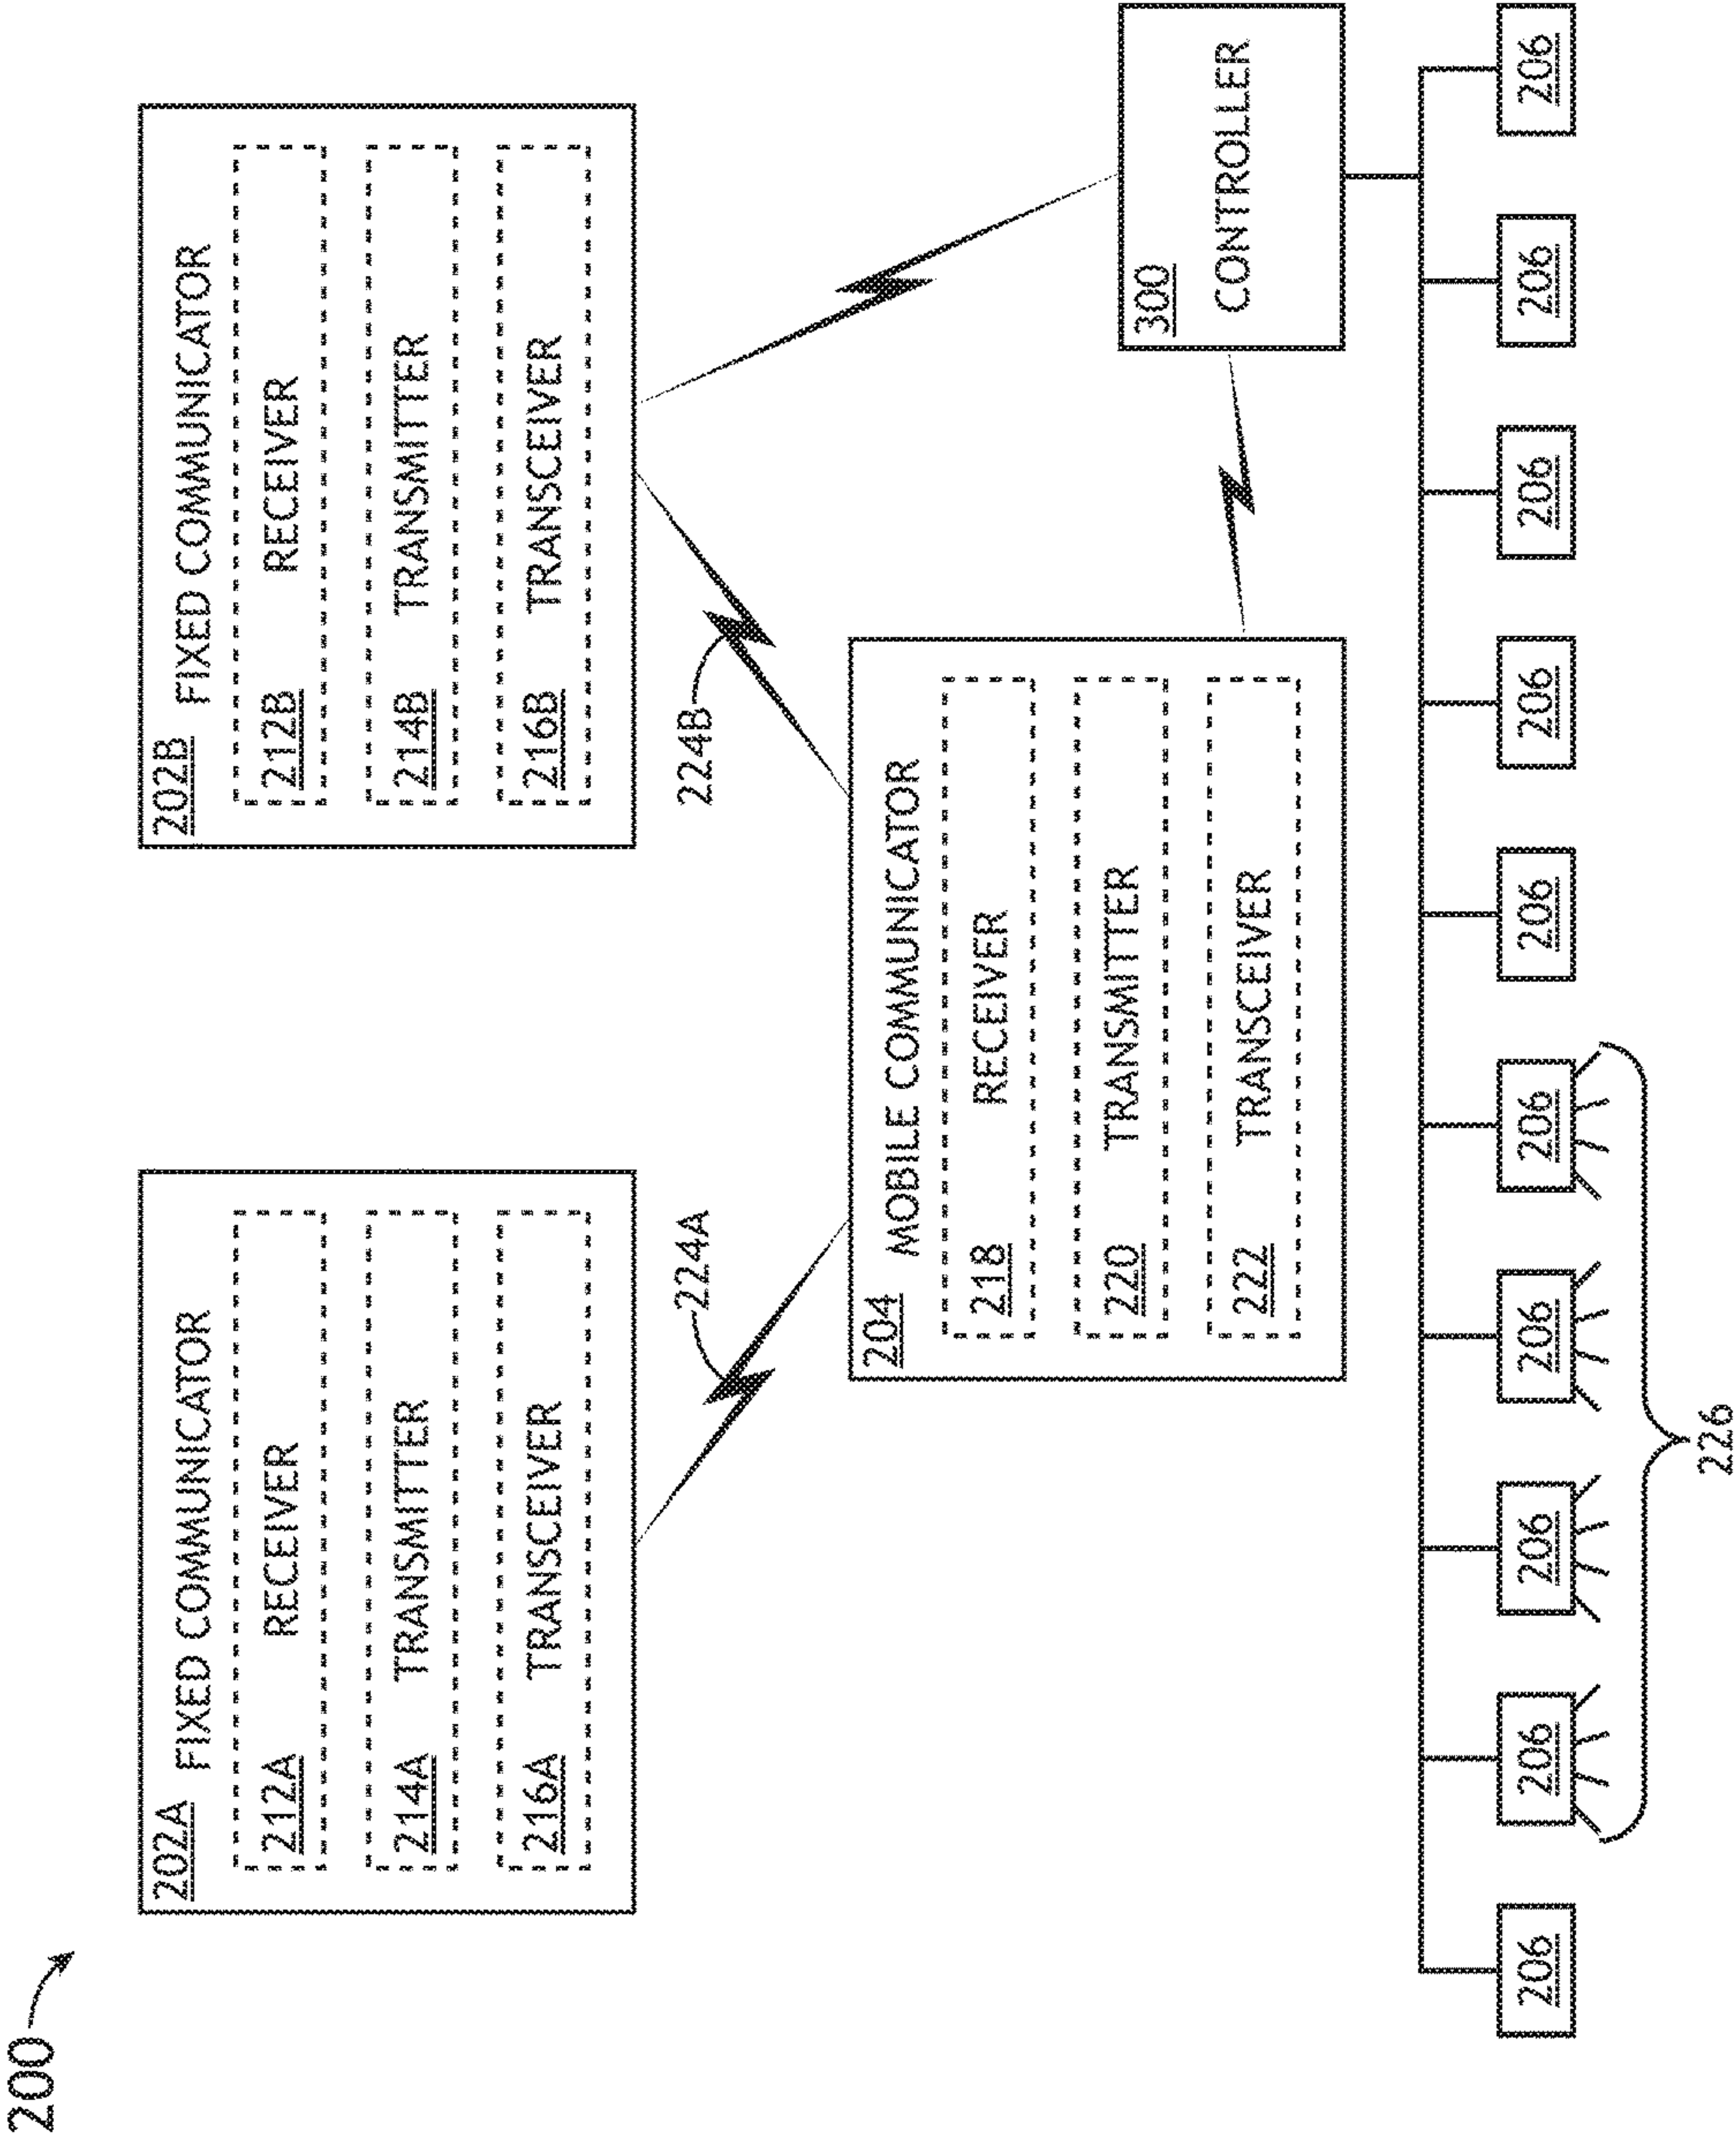 200
202A FIXED COMMUNICATOR
212A RECEIVER
214A TRANSMITTER
216A TRANSCEIVER
202B FIXED COMMUNICATOR
212B RECEIVER
214B TRANSMITTER
216B TRANSCEIVER
224A
224B
204 MOBILE COMMUNICATOR
218 RECEIVER
220 TRANSMITTER
222 TRANSCEIVER
300
CONTROLLER
206 206 206 206 206 206 206 206 206 206
226